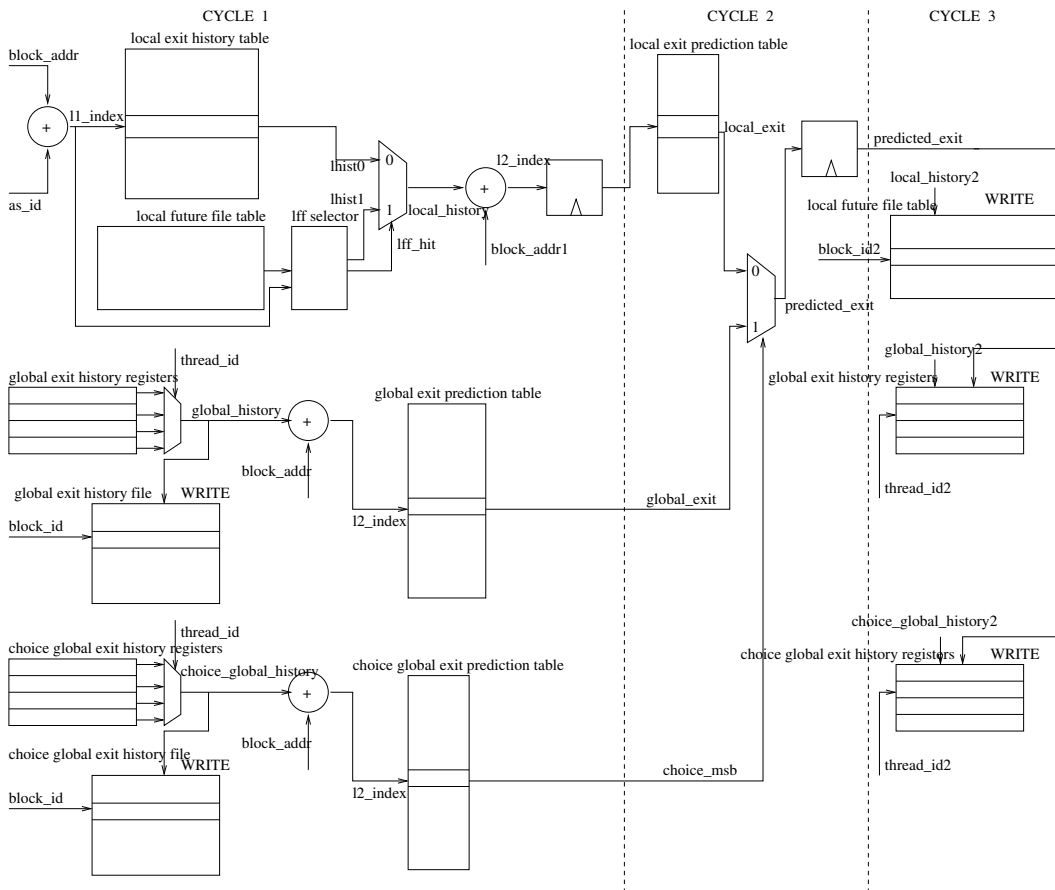 CYCLE 1
CYCLE 2
CYCLE 3
local exit history table
local exit prediction table
block_addr
l1_index
+
as_id
lhist0
0
lhist1
1
local_history
lff_hit
local future file table
lff selector
+
l2_index
block_addr1
local_exit
predicted_exit
0
1
predicted_exit
local_history2
local future file table
WRITE
block_id2
thread_id
global exit history registers
global_history
+
block_addr
global exit history file
WRITE
block_id
global exit prediction table
l2_index
global_exit
global_history2
global exit history registers
WRITE
thread_id2
thread_id
choice global exit history registers
choice_global_history
+
block_addr
choice global exit history file
WRITE
block_id
choice global exit prediction table
l2_index
choice_msb
choice_global_history2
choice global exit history registers
WRITE
thread_id2